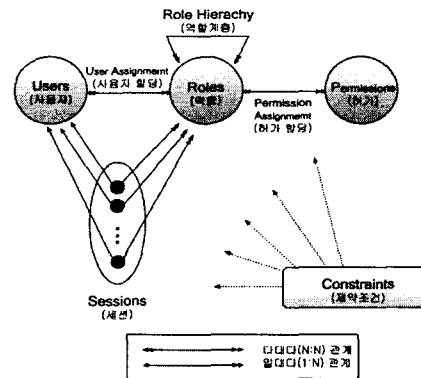 Role Hierachy
(역할계층)
Users
(사용자)
User Assignment
(사용자 할당)
Roles
(역할)
Permission
Assignment
(허가 할당)
Permissions
(허가)
Sessions
(세션)
Constraints
(제약조건)
다대다(N:N) 관계
일대다(1:N) 관계